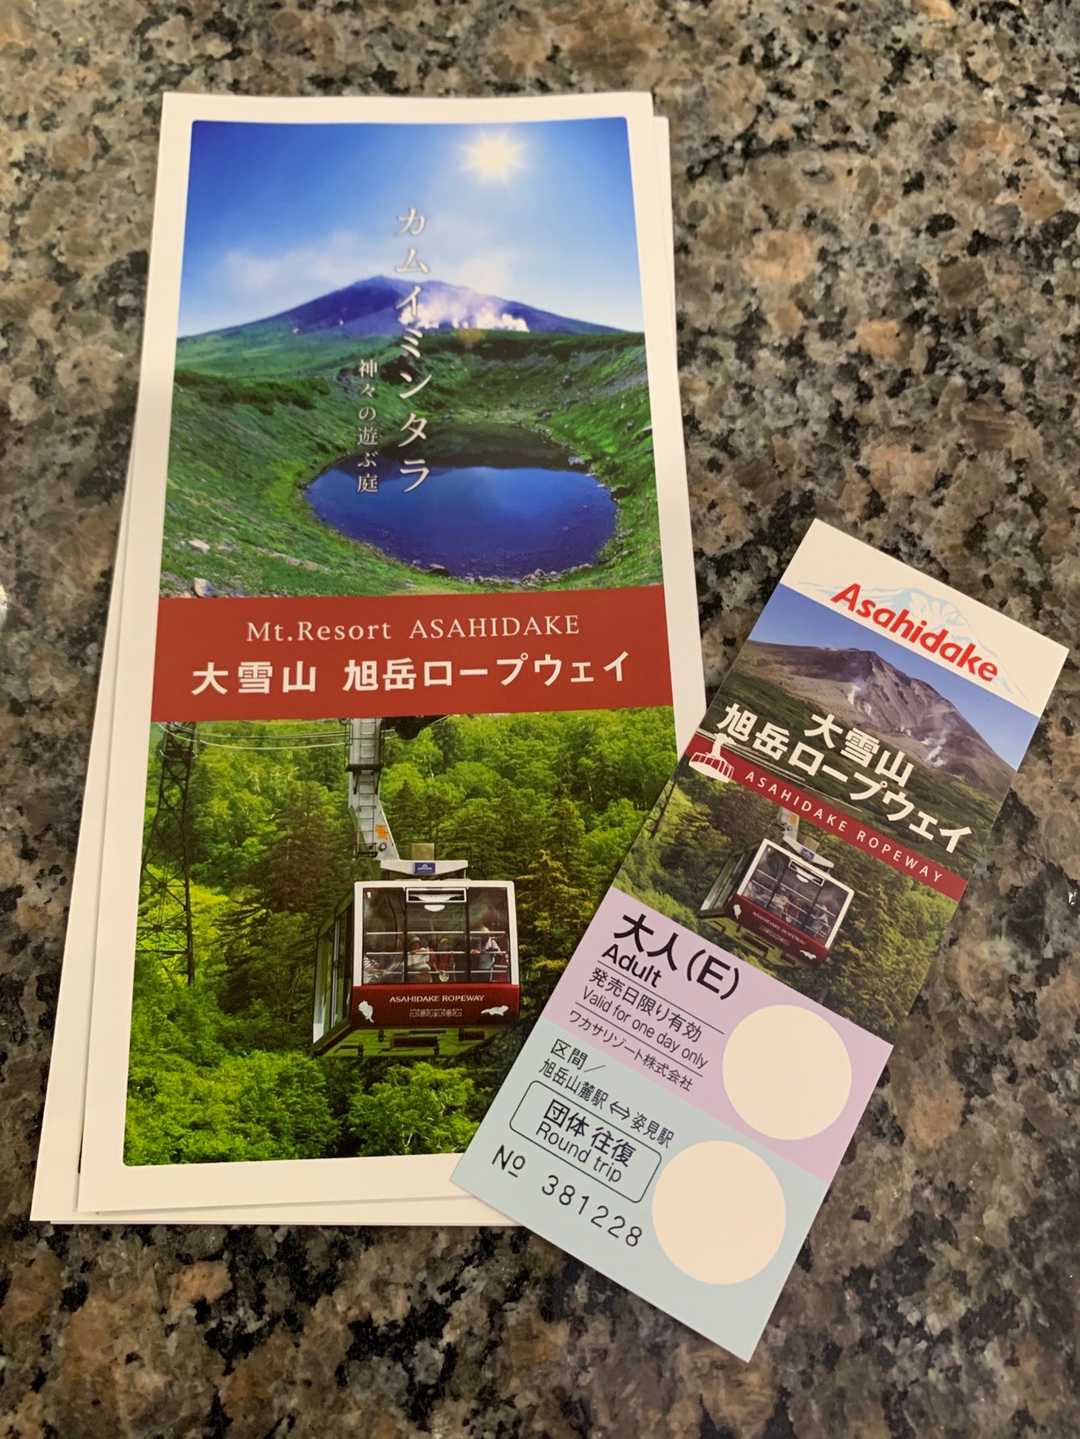 カムイミンタラ
神々の遊ぶ庭
Mt.Resort ASAHIDAKE
大雪山 旭岳ロープウェイ
ASAHIDAKE ROPEWAY
Asahidake
大雪山
旭岳ロープウェイ
ASAHIDAKE ROPEWAY
ASAHIDAKE ROPEWAY
大人(E)
Adult
発売日限り有効
Valid for one day only
ワカサリゾート株式会社
区間/
旭岳山麓駅⇔姿見駅
団体 往復
Round trip
№ 381228